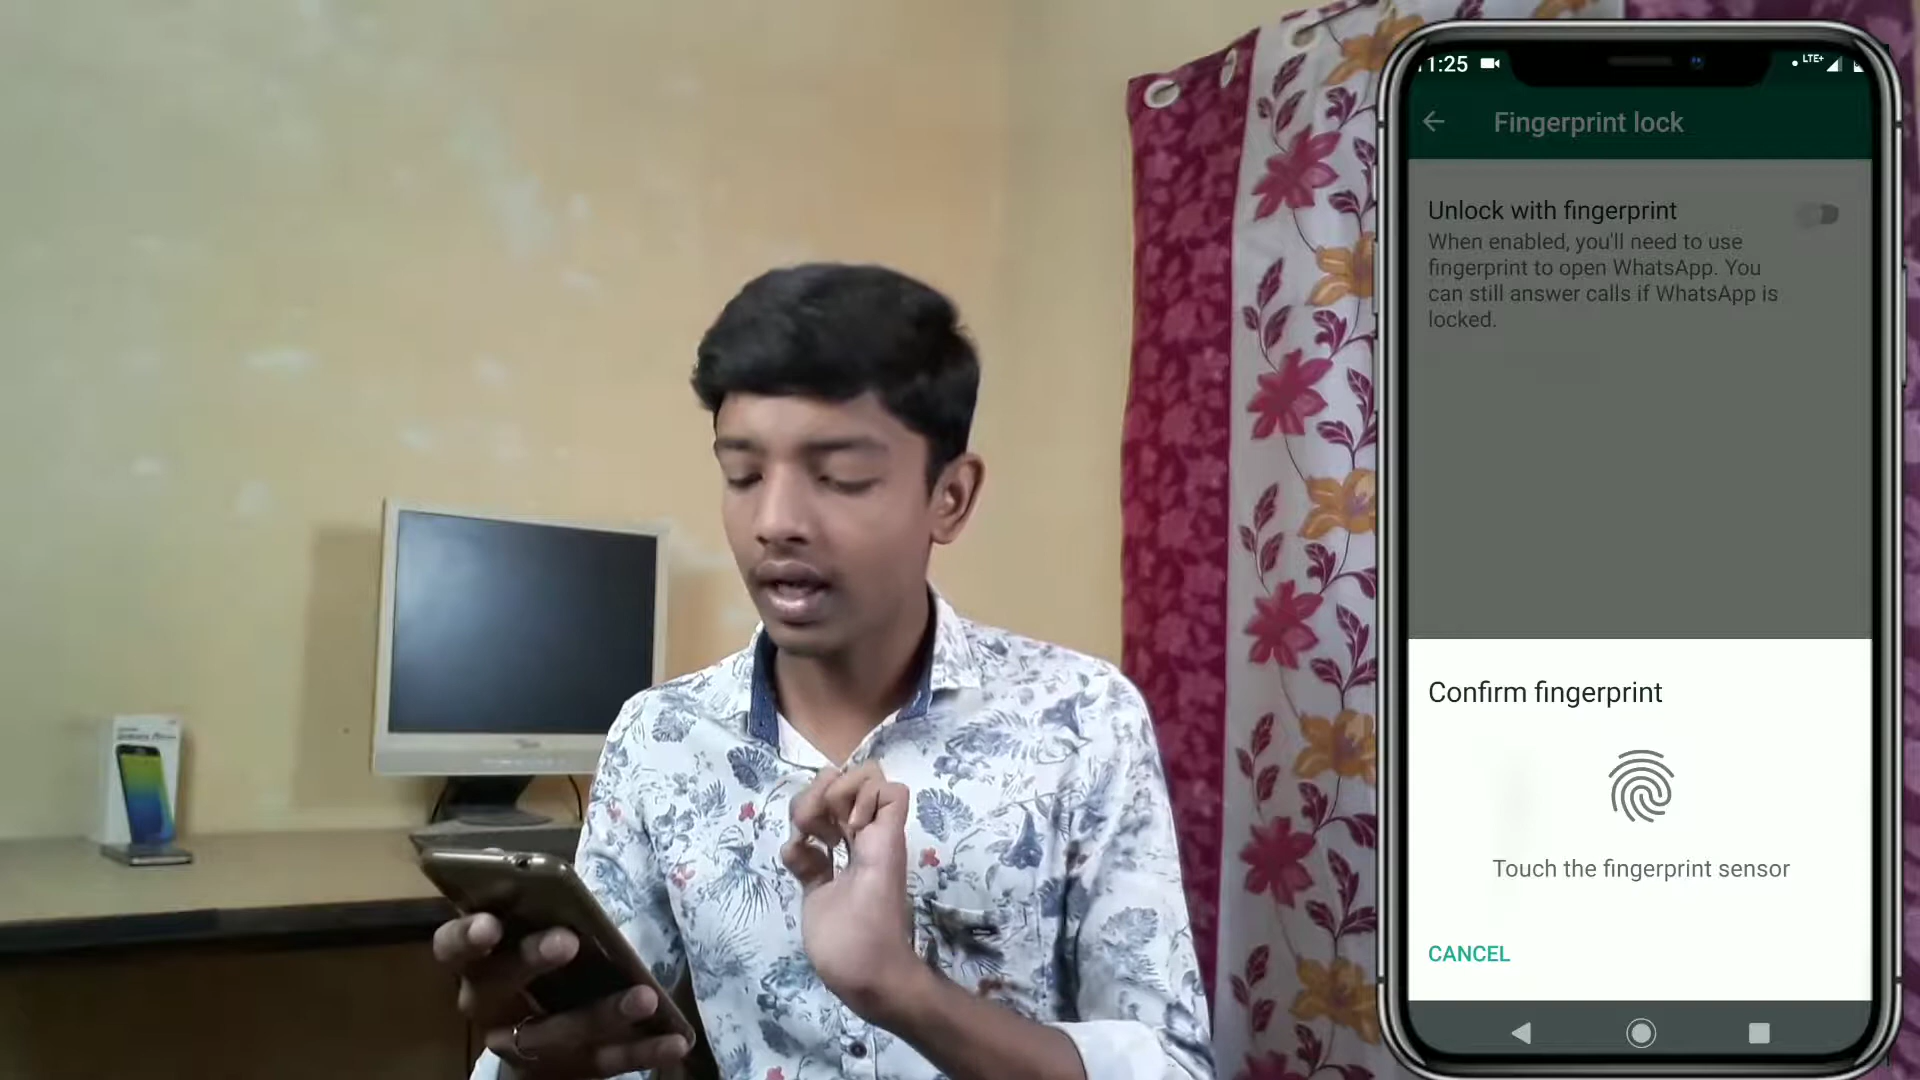 11:25
LTE+
Fingerprint lock
Unlock with fingerprint
When enabled, you'll need to use
fingerprint to open WhatsApp. You
can still answer calls if WhatsApp is
locked.
Confirm fingerprint
Touch the fingerprint sensor
CANCEL